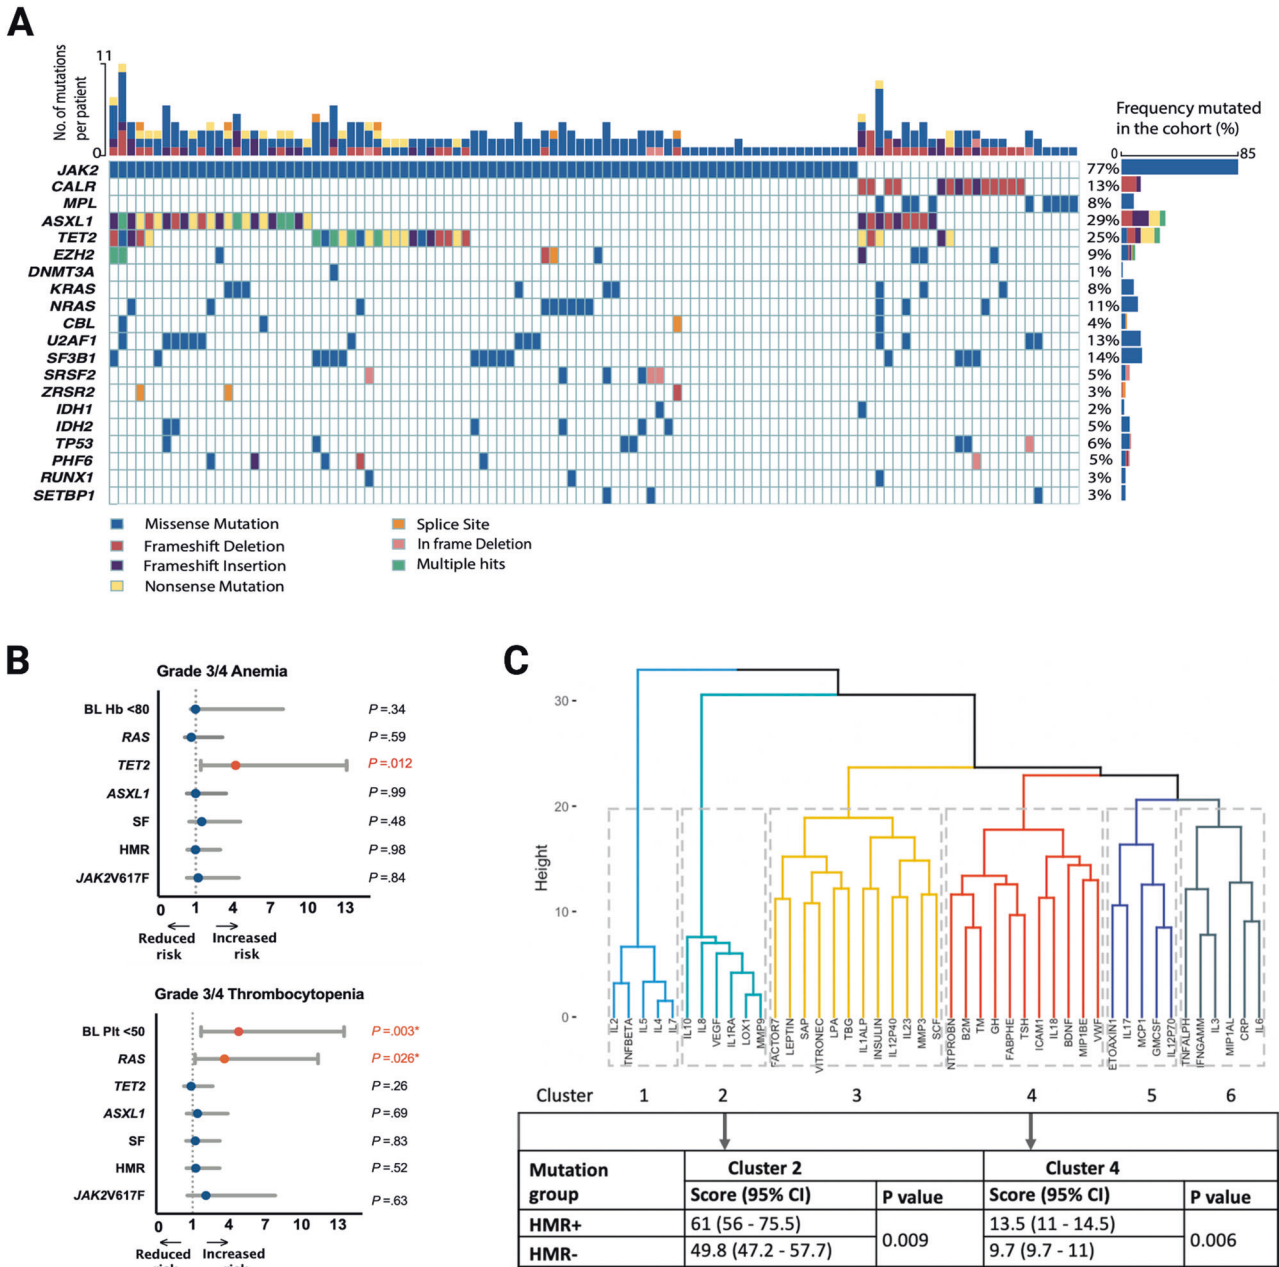 A
No. of mutations
per patient
11
0
Frequency mutated
in the cohort (%)
0 85
JAK2 77%
CALR 13%
MPL 8%
ASXL1 29%
TET2 25%
EZH2 9%
DNMT3A 1%
KRAS 8%
NRAS 11%
CBL 4%
U2AF1 13%
SF3B1 14%
SRSF2 5%
ZRSR2 3%
IDH1 2%
IDH2 5%
TP53 6%
PHF6 5%
RUNX1 3%
SETBP1 3%
Missense Mutation
Frameshift Deletion
Frameshift Insertion
Nonsense Mutation
Splice Site
In frame Deletion
Multiple hits
B
Grade 3/4 Anemia
BL Hb <80 P =.34
RAS P =.59
TET2 P =.012
ASXL1 P =.99
SF P =.48
HMR P =.98
JAK2V617F P =.84
0 1 4 7 10 13
Reduced
risk
Increased
risk
Grade 3/4 Thrombocytopenia
BL Plt <50 P =.003*
RAS P =.026*
TET2 P =.26
ASXL1 P =.69
SF P =.83
HMR P =.52
JAK2V617F P =.63
0 1 4 7 10 13
Reduced
Increased
C
Height
30
20
10
0
IL2
TNFBETA
IL5
IL4
IL7
IL10
IL8
VEGF
IL1RA
LOX1
MMP9
FACTOR7
LEPTIN
SAP
VITRONEC
LPA
TBG
IL1ALP
INSULIN
IL12P40
IL23
MMP3
SCF
NTPROBN
B2M
TM
GH
FABPHE
TSH
ICAM1
IL18
BDNF
MIP1BE
VWF
ETOAXIN1
IL17
MCP1
GMCSF
IL12P70
TNFALPH
IFNGAMM
IL3
MIP1AL
CRP
IL6
Cluster 1 2 3 4 5 6
Mutation
group
Cluster 2
Cluster 4
Score (95% CI) P value Score (95% CI) P value
HMR+ 61 (56 - 75.5) 0.009 13.5 (11 - 14.5) 0.006
HMR- 49.8 (47.2 - 57.7) 9.7 (9.7 - 11)